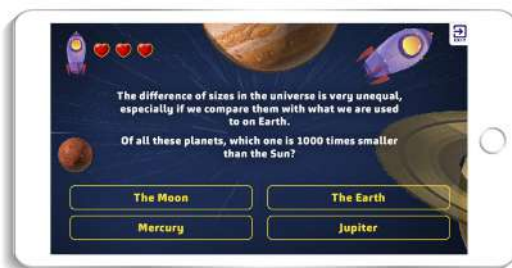 EXIT
The difference of sizes in the universe is very unequal,
especially if we compare them with what we are used
to on Earth.
Of all these planets, which one is 1000 times smaller
than the Sun?
The Moon
The Earth
Mercury
Jupiter